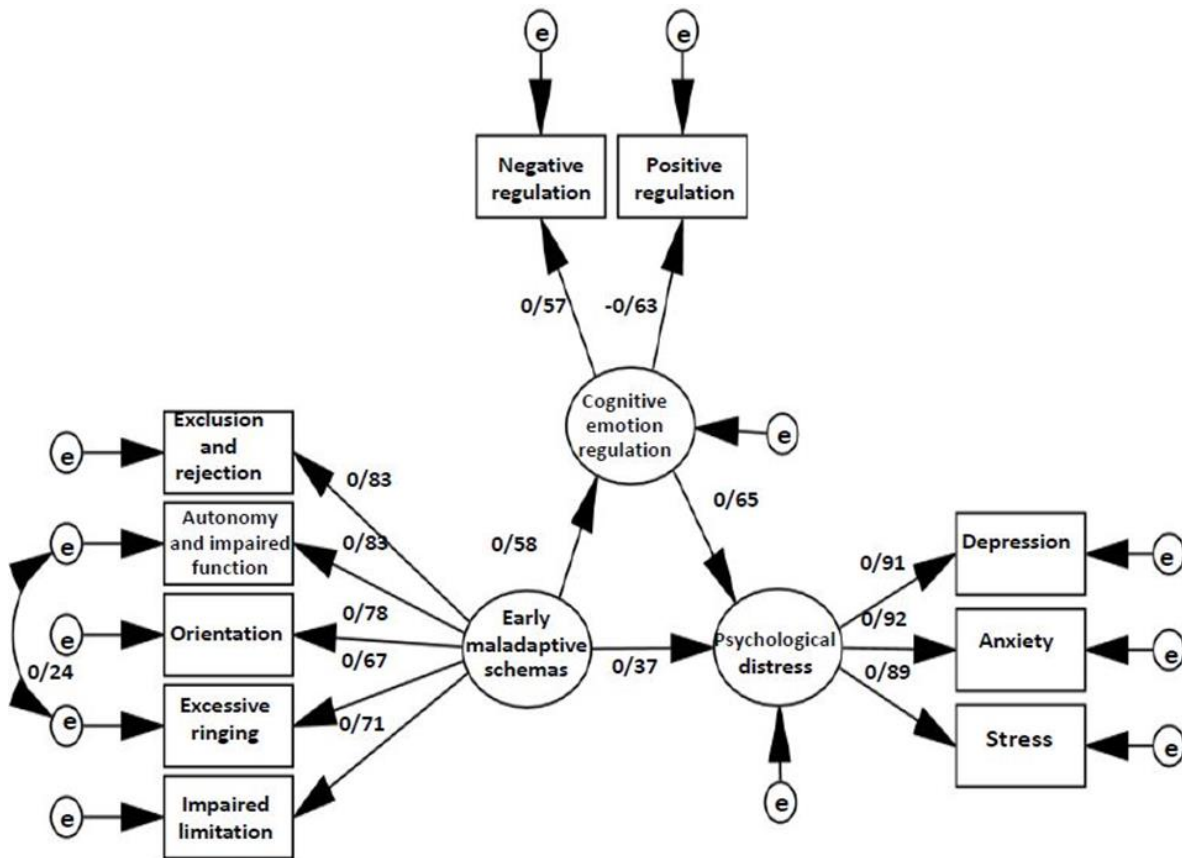 e
e
Negative
regulation
Positive
regulation
0/57
-0/63
Cognitive
emotion
regulation
e
Exclusion
and
rejection
e
0/83
0/65
Autonomy
and impaired
function
e
0/83
0/58
Depression
e
0/91
Orientation
e
0/78
0/67
Early
maladaptive
schemas
0/37
Psychological
distress
0/92
0/89
Anxiety
e
0/24
Excessive
ringing
e
0/71
Stress
e
Impaired
limitation
e
e